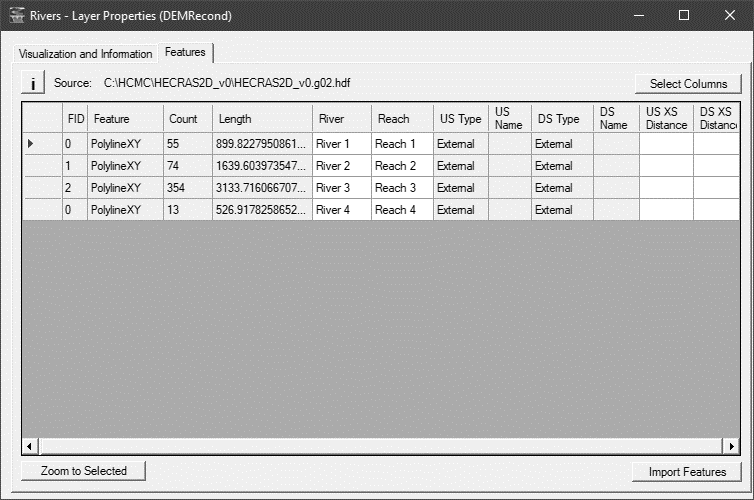 Rivers - Layer Properties (DEMRecond)
Visualization and Information Features
i Source: C:\HCMC\HECRAS2D_v0\HECRAS2D_v0.g02.hdf Select Columns
FID Feature Count Length River Reach US Type US Name DS Type DS Name US XS Distance DS XS Distanc
0 PolylineXY 55 899.8227950861... River 1 Reach 1 External External
1 PolylineXY 74 1639.603973547... River 2 Reach 2 External External
2 PolylineXY 354 3133.716066707... River 3 Reach 3 External External
0 PolylineXY 13 526.9178258652... River 4 Reach 4 External External
Zoom to Selected Import Features